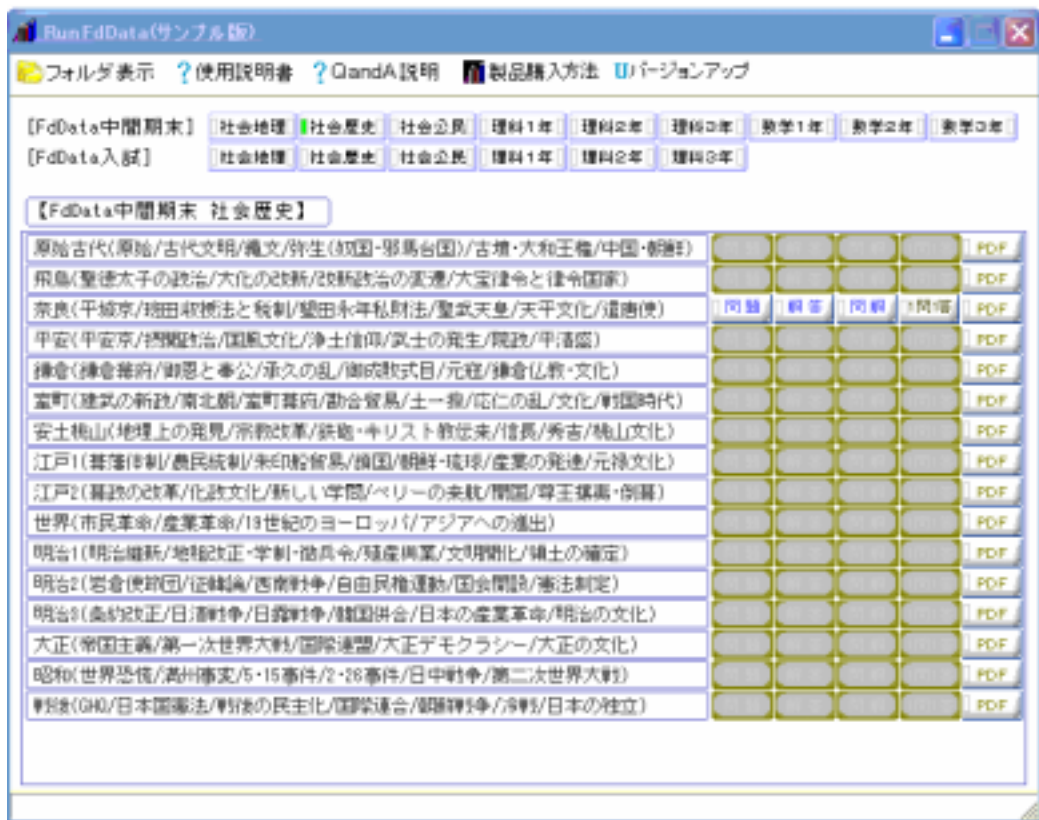 RunFdData(サンプル版)
フォルダ表示 ?使用説明書 ?QandA説明 製品購入方法 Uバージョンアップ
[FdData中間期末] 社会地理 社会歴史 社会公民 理科1年 理科2年 理科3年 数学1年 数学2年 数学3年
[FdData入試] 社会地理 社会歴史 社会公民 理科1年 理科2年 理科3年
【FdData中間期末 社会歴史】
原始古代(原始/古代文明/縄文/弥生(奴国・邪馬台国)/古墳・大和王権/中国・朝鮮) PDF
飛鳥(聖徳太子の政治/大化の改新/改新政治の変遷/大宝律令と律令国家) PDF
奈良(平城京/班田収授法と税制/墾田永年私財法/聖武天皇/天平文化/遣唐使) 問題 解答 問解 PDF
平安(平安京/摂関政治/国風文化/浄土信仰/武士の発生/院政/平清盛) PDF
鎌倉(鎌倉幕府/御恩と奉公/承久の乱/御成敗式目/元寇/鎌倉仏教・文化) PDF
室町(建武の新政/南北朝/室町幕府/勘合貿易/土一揆/応仁の乱/文化/戦国時代) PDF
安土桃山(地理上の発見/宗教改革/鉄砲・キリスト教伝来/信長/秀吉/桃山文化) PDF
江戸1(幕藩体制/農民統制/朱印船貿易/鎖国/朝鮮・琉球/産業の発達/元禄文化) PDF
江戸2(幕政の改革/化政文化/新しい学問/ペリーの来航/開国/尊王攘夷・倒幕) PDF
世界(市民革命/産業革命/19世紀のヨーロッパ/アジアへの進出) PDF
明治1(明治維新/地租改正・学制・徴兵令/殖産興業/文明開化/領土の確定) PDF
明治2(岩倉使節団/征韓論/西南戦争/自由民権運動/国会開設/憲法制定) PDF
明治3(条約改正/日清戦争/日露戦争/韓国併合/日本の産業革命/明治の文化) PDF
大正(帝国主義/第一次世界大戦/国際連盟/大正デモクラシー/大正の文化) PDF
昭和(世界恐慌/満州事変/5・15事件/2・26事件/日中戦争/第二次世界大戦) PDF
戦後(GHQ/日本国憲法/戦後の民主化/国際連合/朝鮮戦争/冷戦/日本の独立) PDF